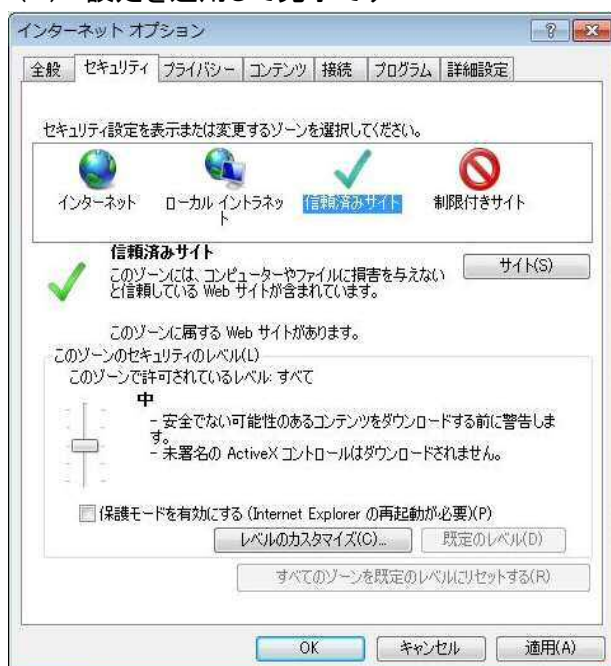 インターネット オプション
全般 セキュリティ プライバシー コンテンツ 接続 プログラム 詳細設定
セキュリティ設定を表示または変更するゾーンを選択してください。
インターネット ローカル イントラネット 信頼済みサイト 制限付きサイト
信頼済みサイト
サイト(S)
このゾーンには、コンピューターやファイルに損害を与えない
と信頼している Web サイトが含まれています。
このゾーンに属する Web サイトがあります。
このゾーンのセキュリティのレベル(L)
このゾーンで許可されているレベル: すべて
中
- 安全でない可能性のあるコンテンツをダウンロードする前に警告しま
す。
- 未署名の ActiveX コントロールはダウンロードされません。
保護モードを有効にする (Internet Explorer の再起動が必要)(P)
レベルのカスタマイズ(C)... 既定のレベル(D)
すべてのゾーンを既定のレベルにリセットする(R)
OK キャンセル 適用(A)